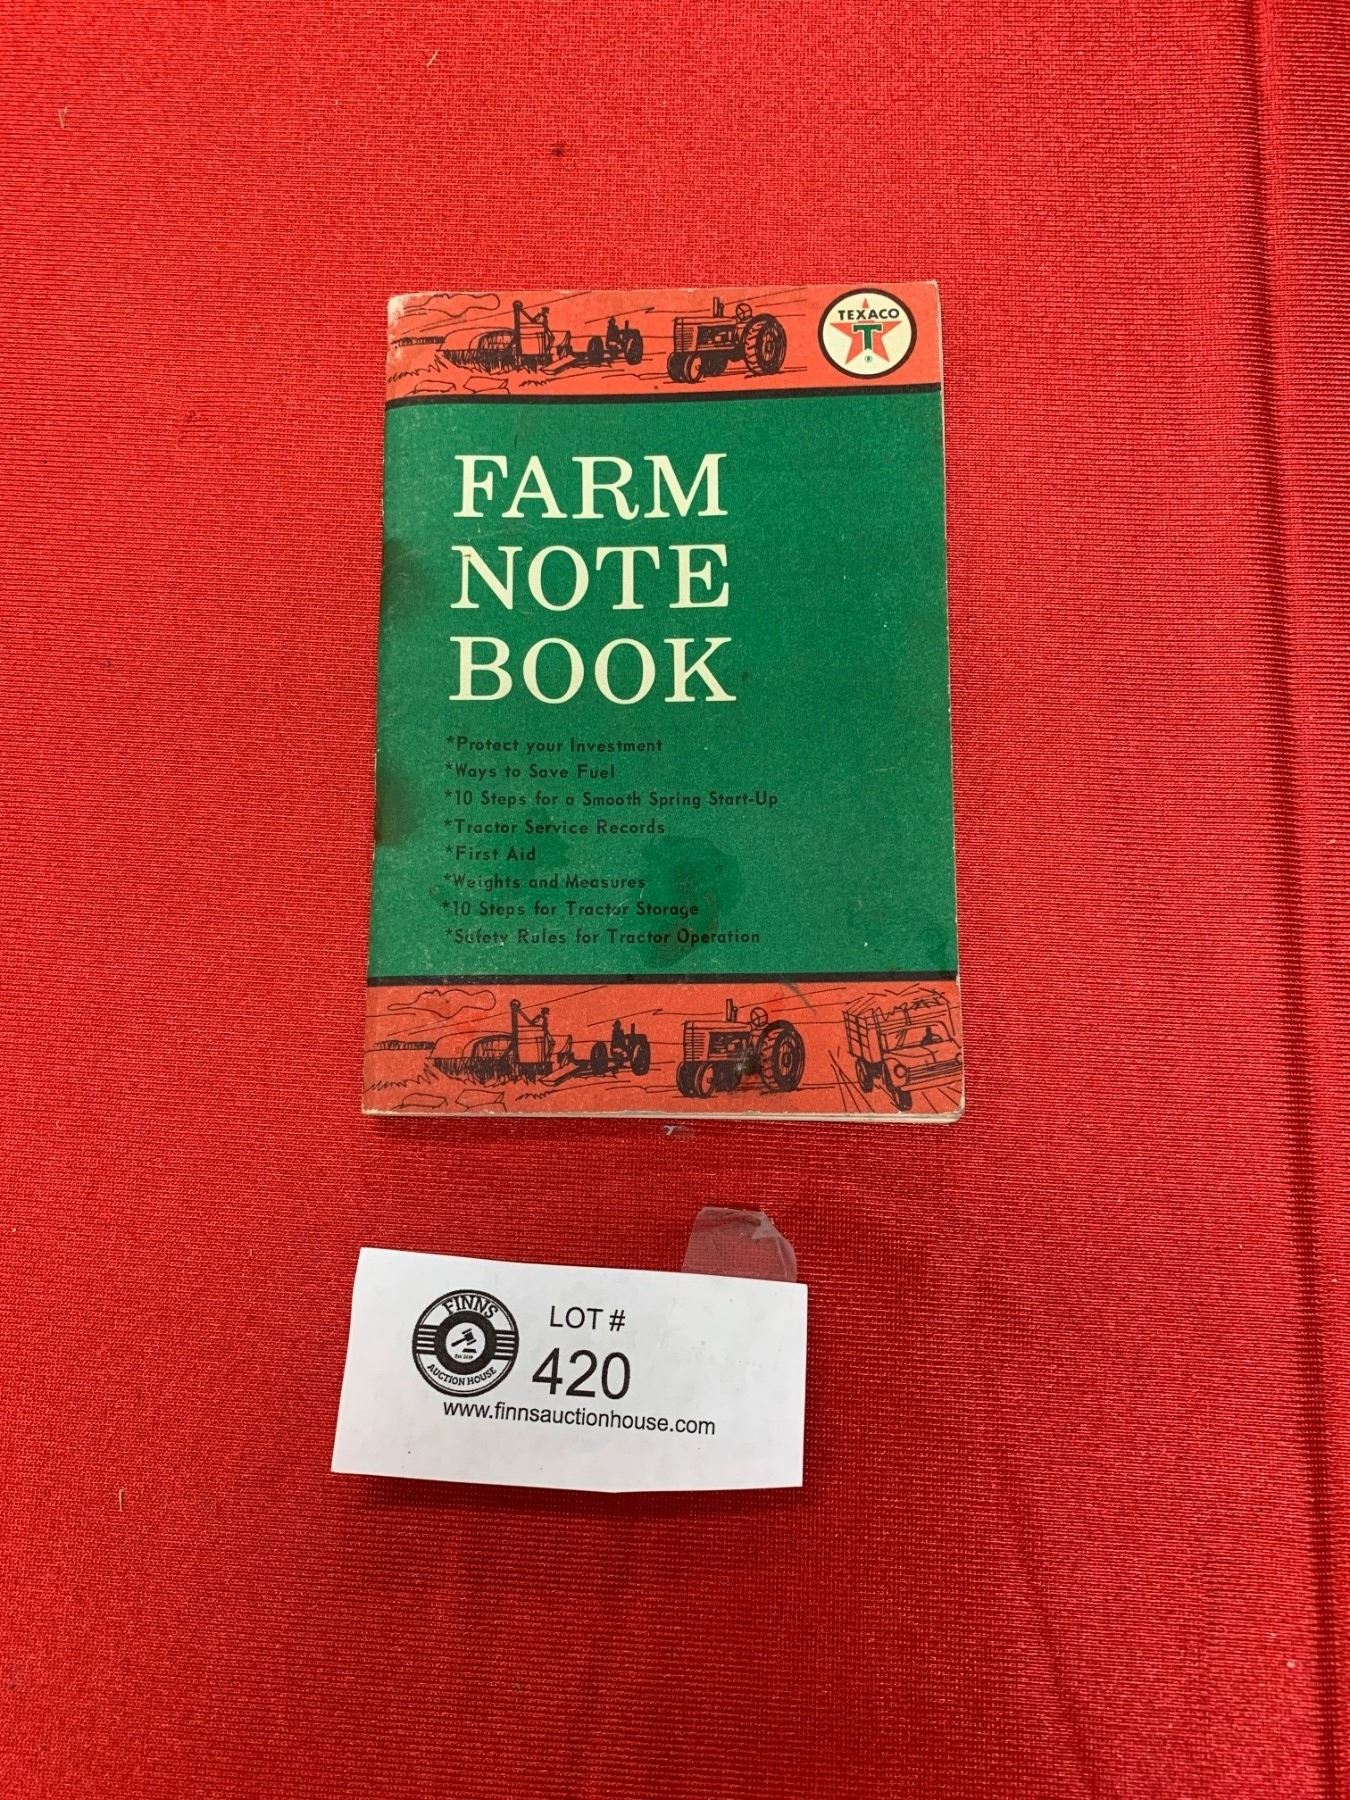 TEXACO
T
®
FARM
NOTE
BOOK
*Protect your Investment
*Ways to Save Fuel
*10 Steps for a Smooth Spring Start-Up
*Tractor Service Records
*First Aid
*Weights and Measures
*10 Steps for Tractor Storage
*Safety Rules for Tractor Operation
FINNS
AUCTION HOUSE
LOT #
420
www.finnsauctionhouse.com